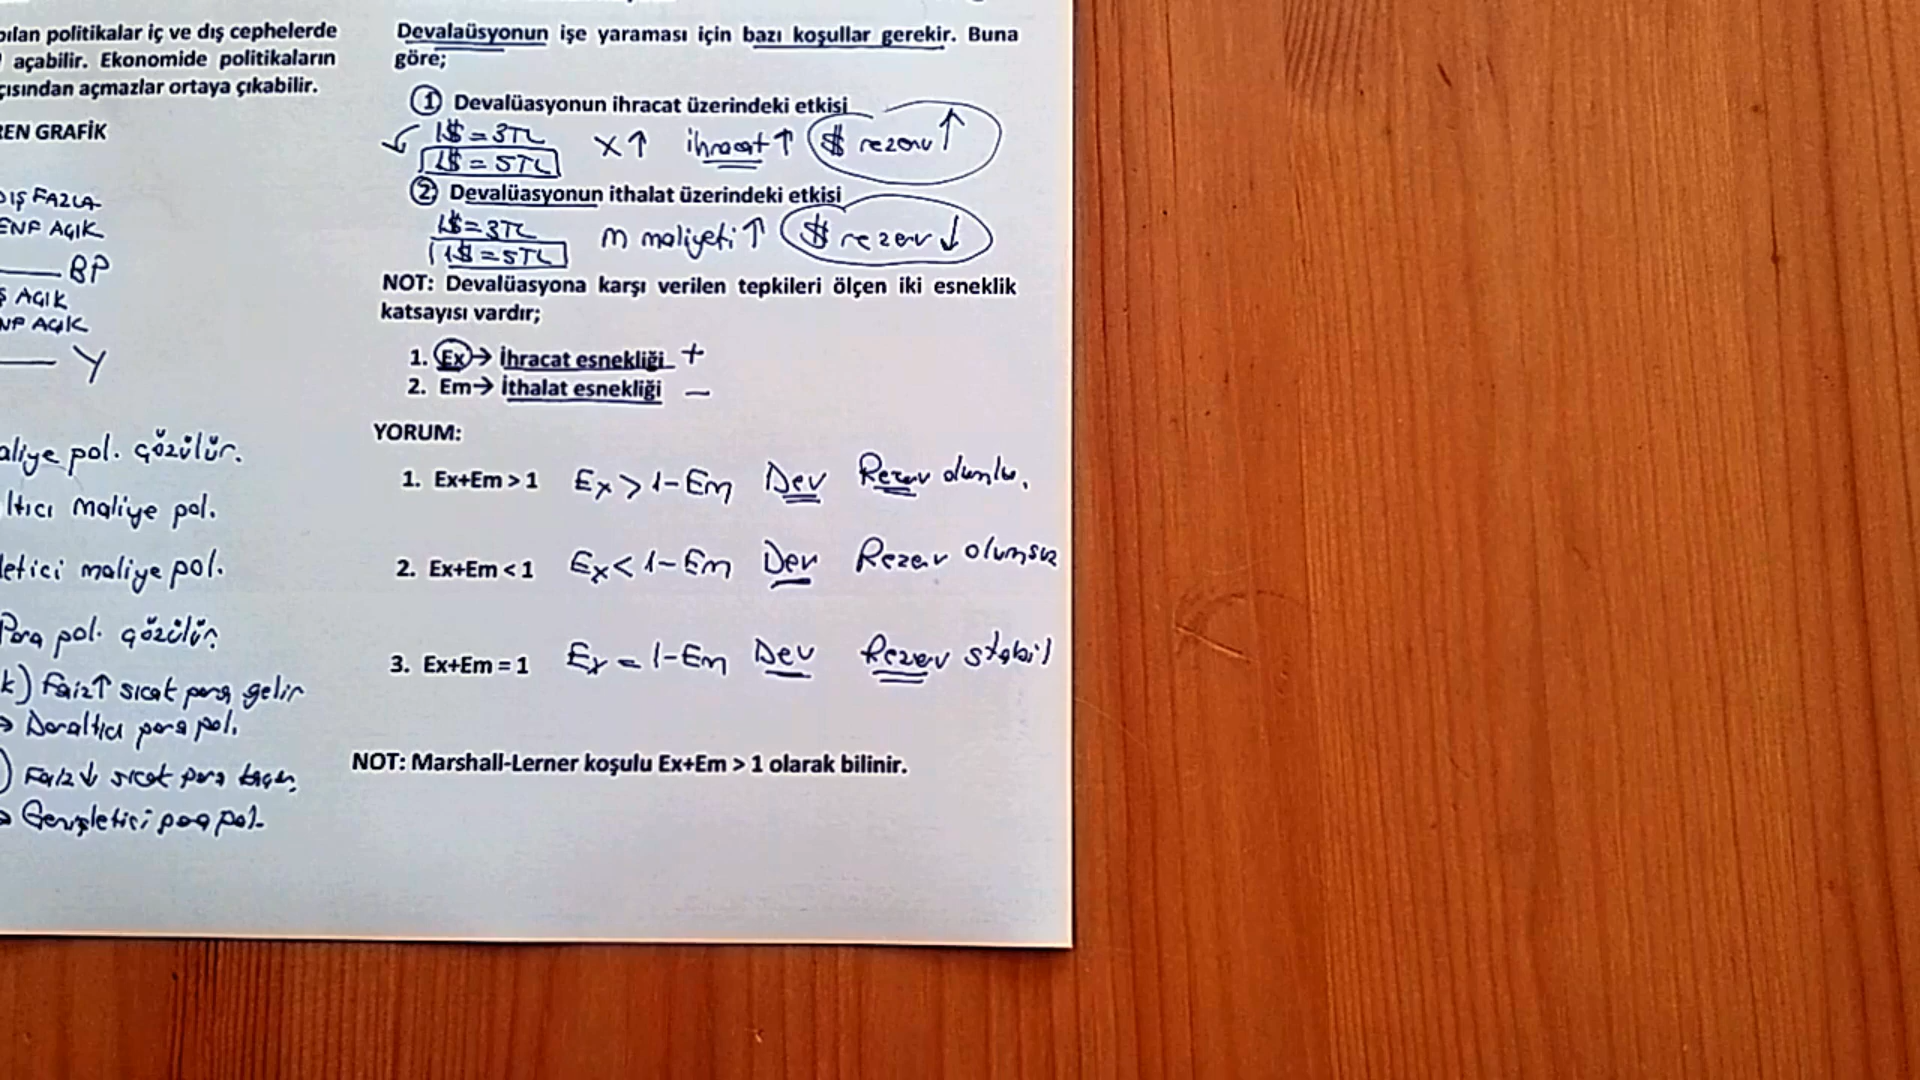 pılan politikalar iç ve dış cephelerde
açabilir. Ekonomide politikaların
çısından açmazlar ortaya çıkabilir.
REN GRAFİK
DIŞ FAZLA
ENF AÇIK
BP
Ş AÇIK
NF AÇIK
Y
aliye pol. çözülür.
ltıcı maliye pol.
letici maliye pol.
Para pol. çözülür.
k) Faiz↑ sıcak para gelir
→ Daraltıcı para pol.
) Faiz↓ sıcak para kaçar,
→ Genişletici para pol.
Devalaüsyonun işe yaraması için bazı koşullar gerekir. Buna
göre;
1 Devalüasyonun ihracat üzerindeki etkisi
1$ = 3TL
1$ = 5TL
X↑ ihracat↑ $ rezerv↑
2 Devalüasyonun ithalat üzerindeki etkisi
1$ = 3TL
1$ = 5TL
m maliyeti↑ $ rezerv↓
NOT: Devalüasyona karşı verilen tepkileri ölçen iki esneklik
katsayısı vardır;
1. Ex→ İhracat esnekliği +
2. Em→ İthalat esnekliği –
YORUM:
1. Ex+Em > 1 Ex > 1-Em Dev Rezerv olumlu.
2. Ex+Em < 1 Ex < 1-Em Dev Rezerv olumsuz
3. Ex+Em = 1 Ex = 1-Em Dev Rezerv stabil
NOT: Marshall-Lerner koşulu Ex+Em > 1 olarak bilinir.